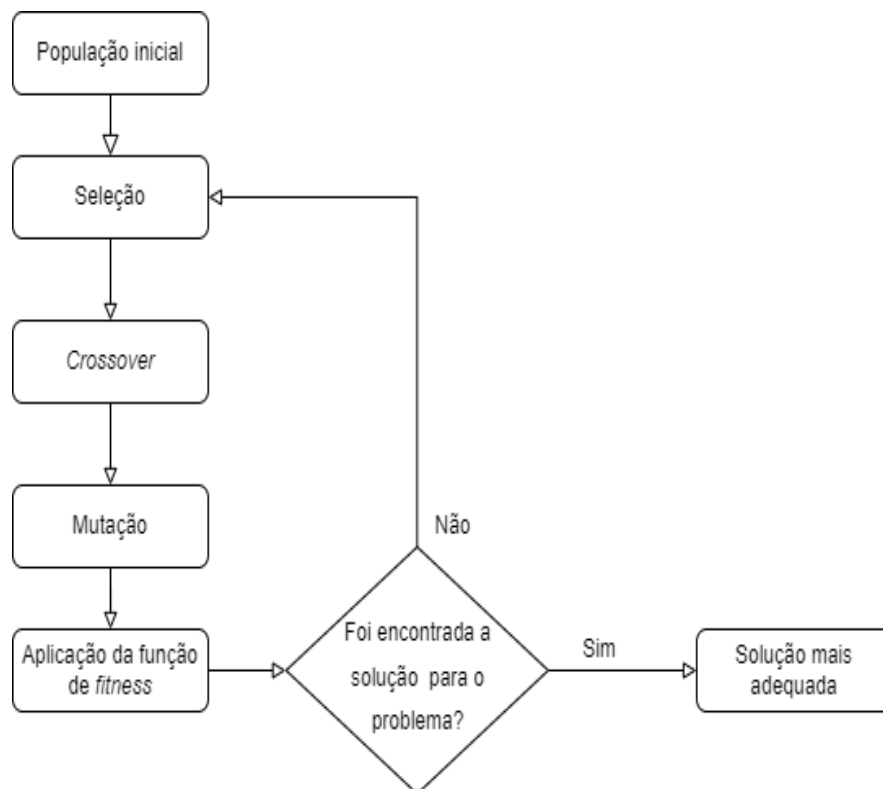 População inicial
Seleção
Crossover
Mutação
Aplicação da função
de fitness
Foi encontrada a
solução para o
problema?
Não
Sim
Solução mais
adequada